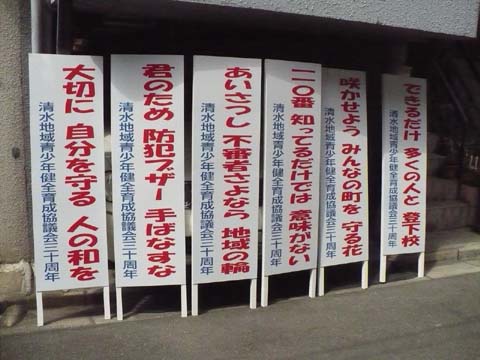 できるだけ 多くの人と 登下校
清水地域青少年健全育成協議会三十周年
咲かせよう みんなの町を 守る花
清水地域青少年健全育成協議会三十周年
一一〇番 知ってるだけでは 意味がない
清水地域青少年健全育成協議会三十周年
あいさつし 不審者さよなら 地域の輪
清水地域青少年健全育成協議会三十周年
君のため 防犯ブザー 手ばなすな
清水地域青少年健全育成協議会三十周年
大切に 自分を守る 人の和を
清水地域青少年健全育成協議会三十周年